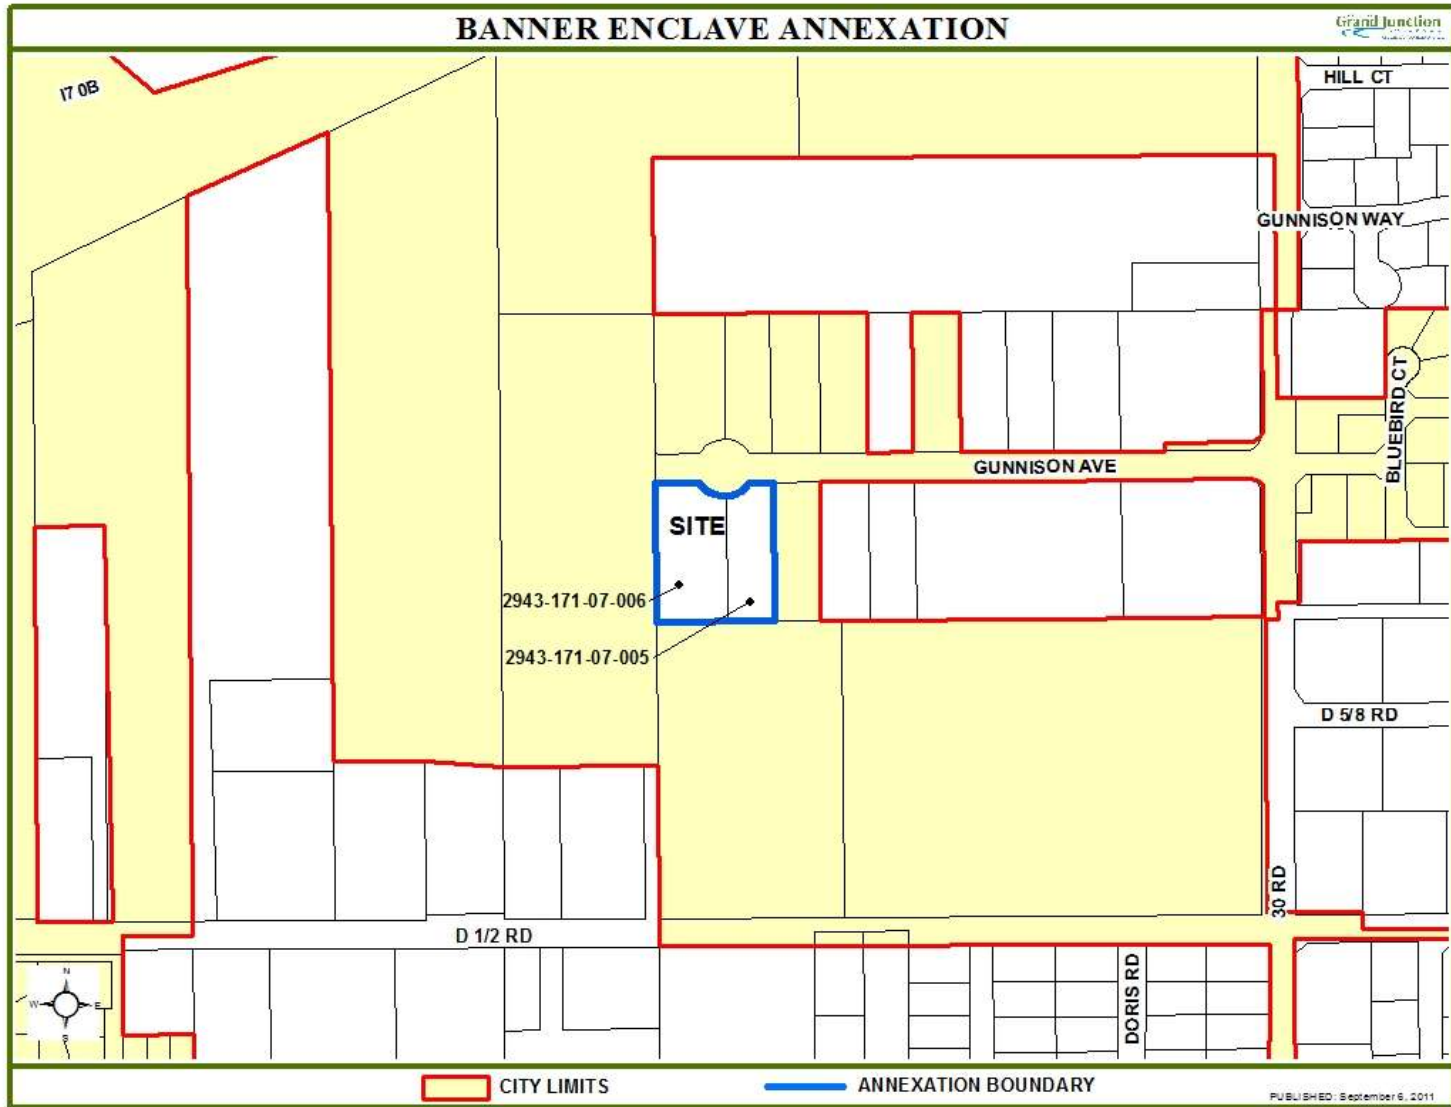 BANNER ENCLAVE ANNEXATION
Grand Junction
I70B
HILL CT
GUNNISON WAY
BLUEBIRD CT
GUNNISON AVE
SITE
2943-171-07-006
2943-171-07-005
D 5/8 RD
30 RD
D 1/2 RD
DORIS RD
N
W
E
S
CITY LIMITS
ANNEXATION BOUNDARY
PUBLISHED: September 6, 2011